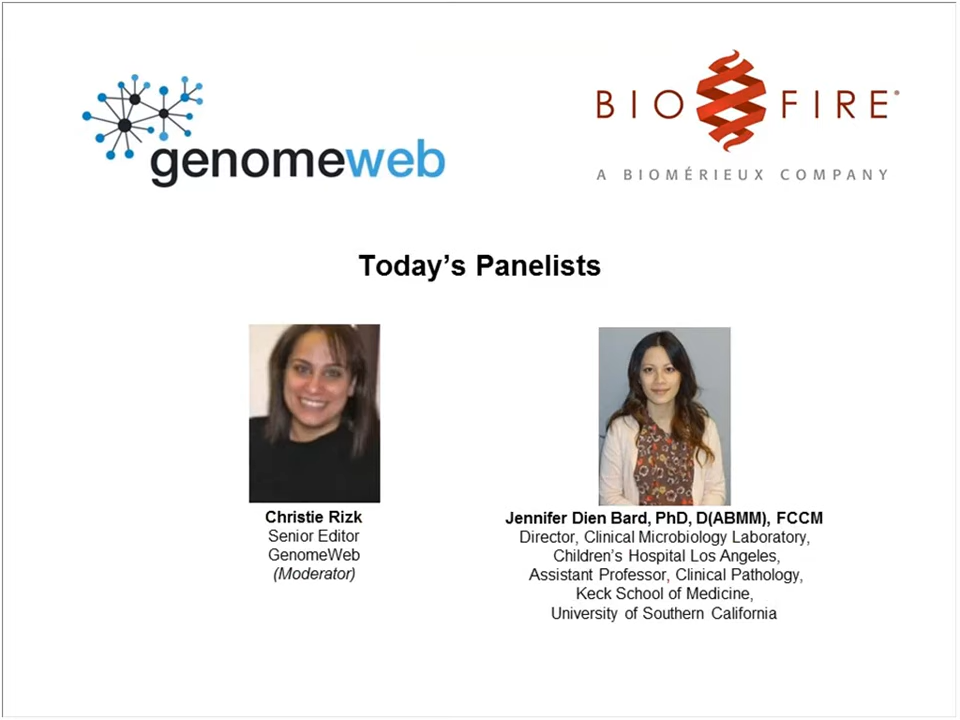 genomeweb
BIO FIRE®
A BIOMÉRIEUX COMPANY
Today's Panelists
Christie Rizk
Senior Editor
GenomeWeb
(Moderator)
Jennifer Dien Bard, PhD, D(ABMM), FCCM
Director, Clinical Microbiology Laboratory,
Children's Hospital Los Angeles,
Assistant Professor, Clinical Pathology,
Keck School of Medicine,
University of Southern California